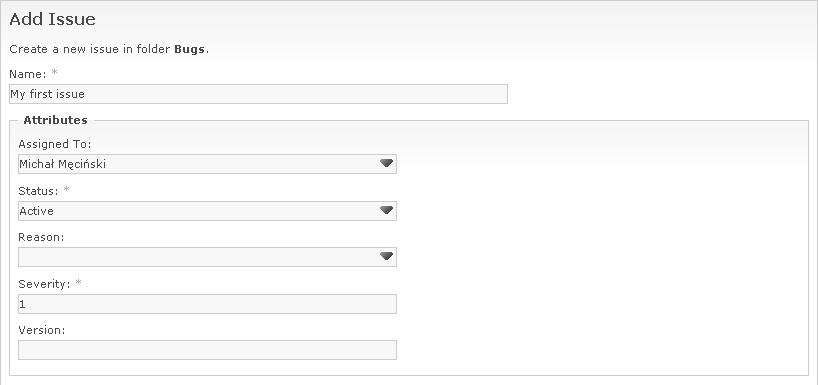 Add Issue
Create a new issue in folder Bugs.
Name: *
My first issue
Attributes
Assigned To:
Michał Męciński
Status: *
Active
Reason:
Severity: *
1
Version: